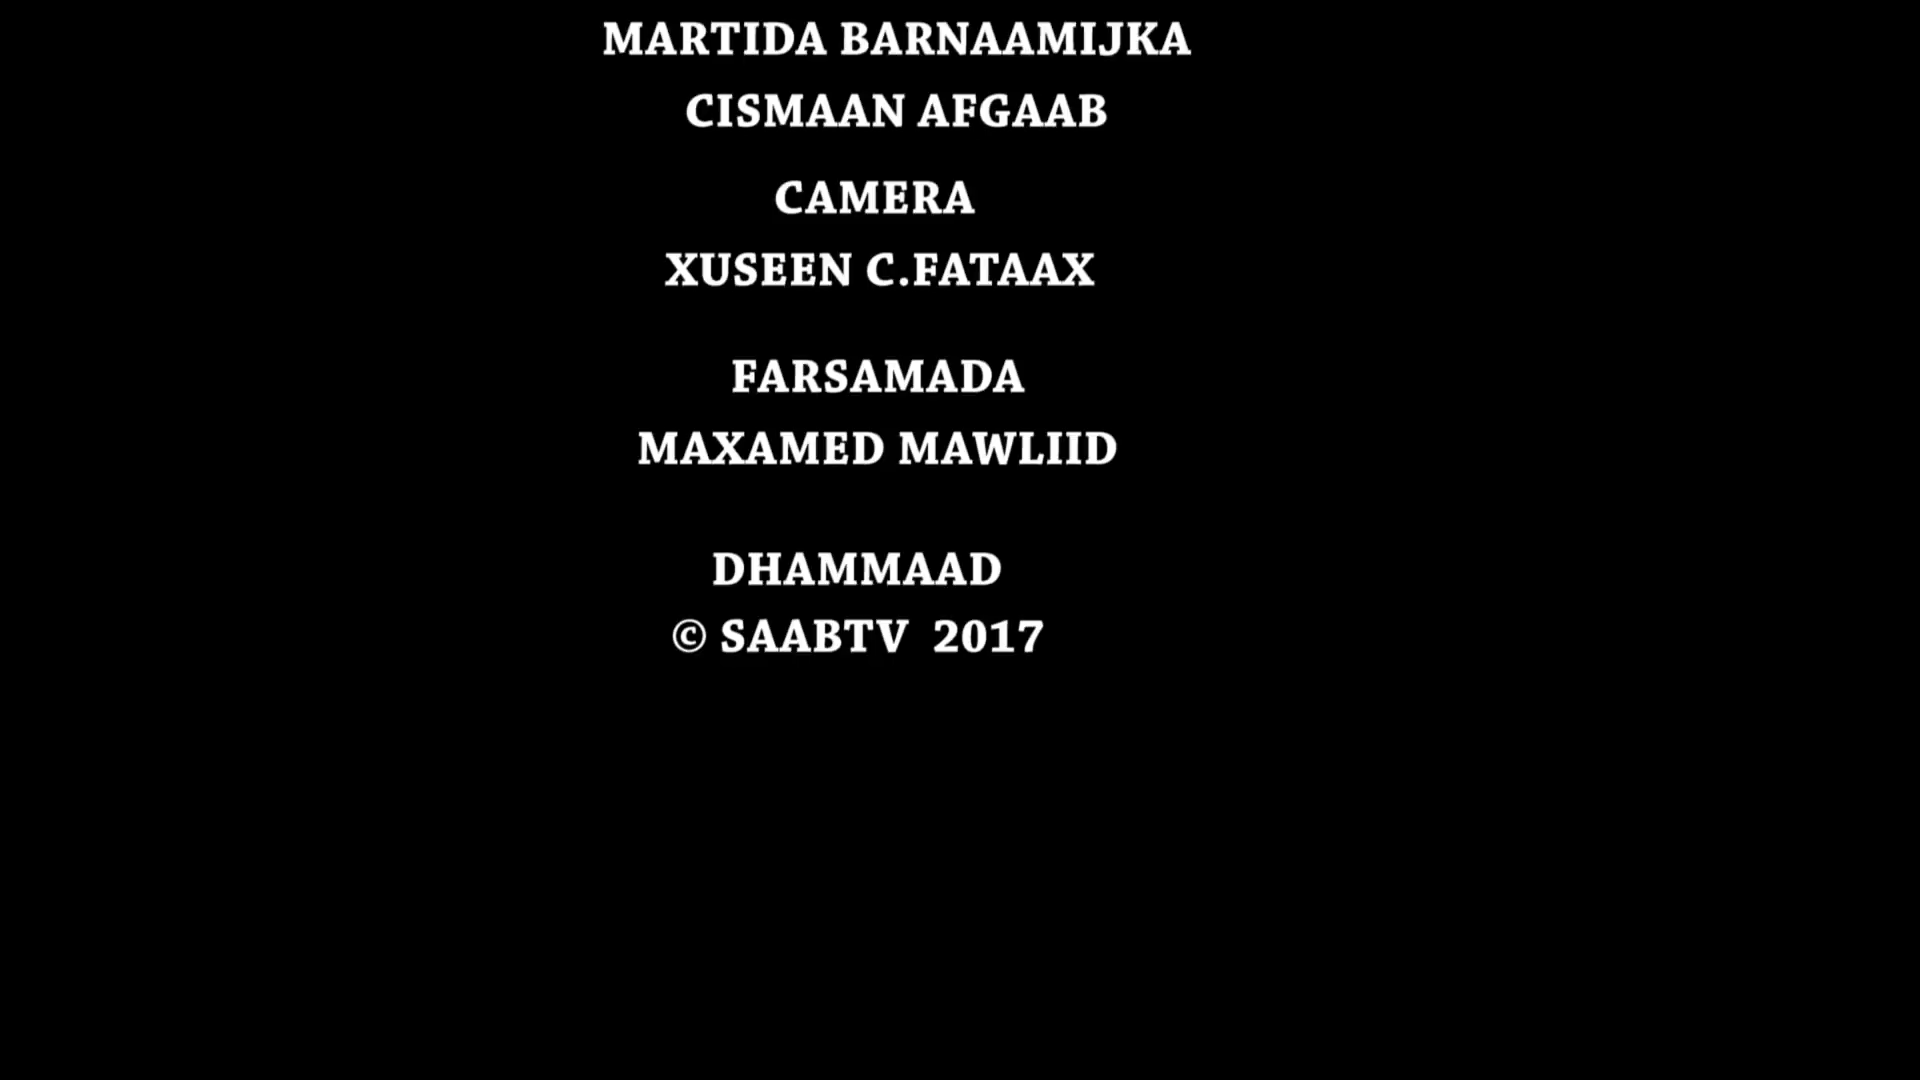 MARTIDA BARNAAMIJKA
CISMAAN AFGAAB
CAMERA
XUSEEN C.FATAAX
FARSAMADA
MAXAMED MAWLIID
DHAMMAAD
© SAABTV 2017